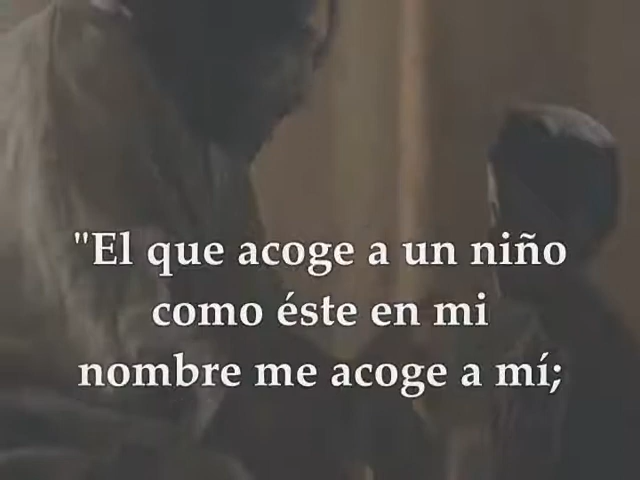 "El que acoge a un niño
como éste en mi
nombre me acoge a mí;